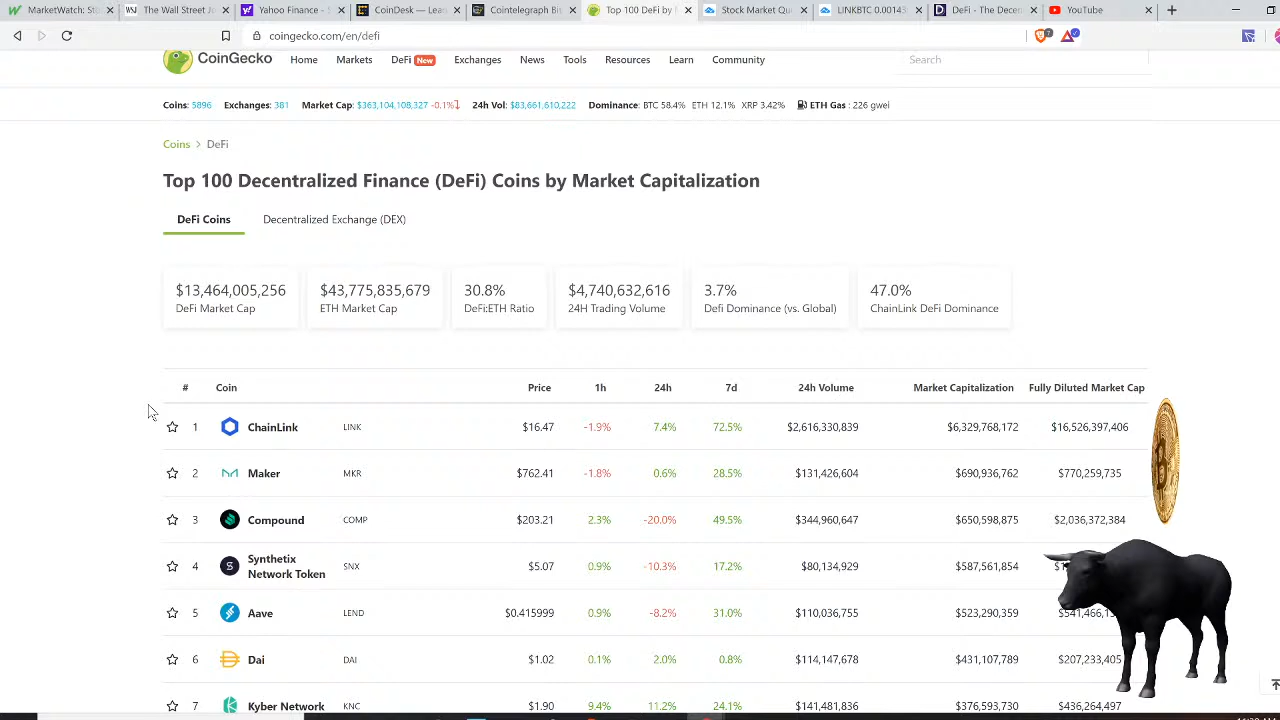 MarketWatch: St
The Wall Street J
Yahoo Finance –
CoinDesk — Lea
Cointelegraph Bi
Top 100 DeFi by
Stock Market Qu
LINKBTC 0.00143
DeFi - The Dece
YouTube
coingecko.com/en/defi
CoinGecko
Home
Markets
DeFi New
Exchanges
News
Tools
Resources
Learn
Community
Search
Coins: 5896 Exchanges: 381 Market Cap: $363,104,108,327 -0.1% 24h Vol: $83,661,610,222 Dominance: BTC 58.4% ETH 12.1% XRP 3.42% ETH Gas : 226 gwei
Coins > DeFi
Top 100 Decentralized Finance (DeFi) Coins by Market Capitalization
DeFi Coins Decentralized Exchange (DEX)
$13,464,005,256 $43,775,835,679 30.8% $4,740,632,616 3.7% 47.0%
DeFi Market Cap ETH Market Cap DeFi:ETH Ratio 24H Trading Volume Defi Dominance (vs. Global) ChainLink DeFi Dominance
# Coin Price 1h 24h 7d 24h Volume Market Capitalization Fully Diluted Market Cap
1 ChainLink LINK $16.47 -1.9% 7.4% 72.5% $2,616,330,839 $6,329,768,172 $16,526,397,406
2 Maker MKR $762.41 -1.8% 0.6% 28.5% $131,426,604 $690,936,762 $770,259,735
3 Compound COMP $203.21 2.3% -20.0% 49.5% $344,960,647 $650,598,875 $2,036,372,384
4 Synthetix Network Token SNX $5.07 0.9% -10.3% 17.2% $80,134,929 $587,561,854
5 Aave LEND $0.415999 0.9% -8.2% 31.0% $110,036,755 $523,290,359
6 Dai DAI $1.02 0.1% 2.0% 0.8% $114,147,678 $431,107,789 $207,233,405
7 Kyber Network KNC $1.90 9.4% 11.2% 24.1% $141,481,836 $376,593,730 $436,264,497